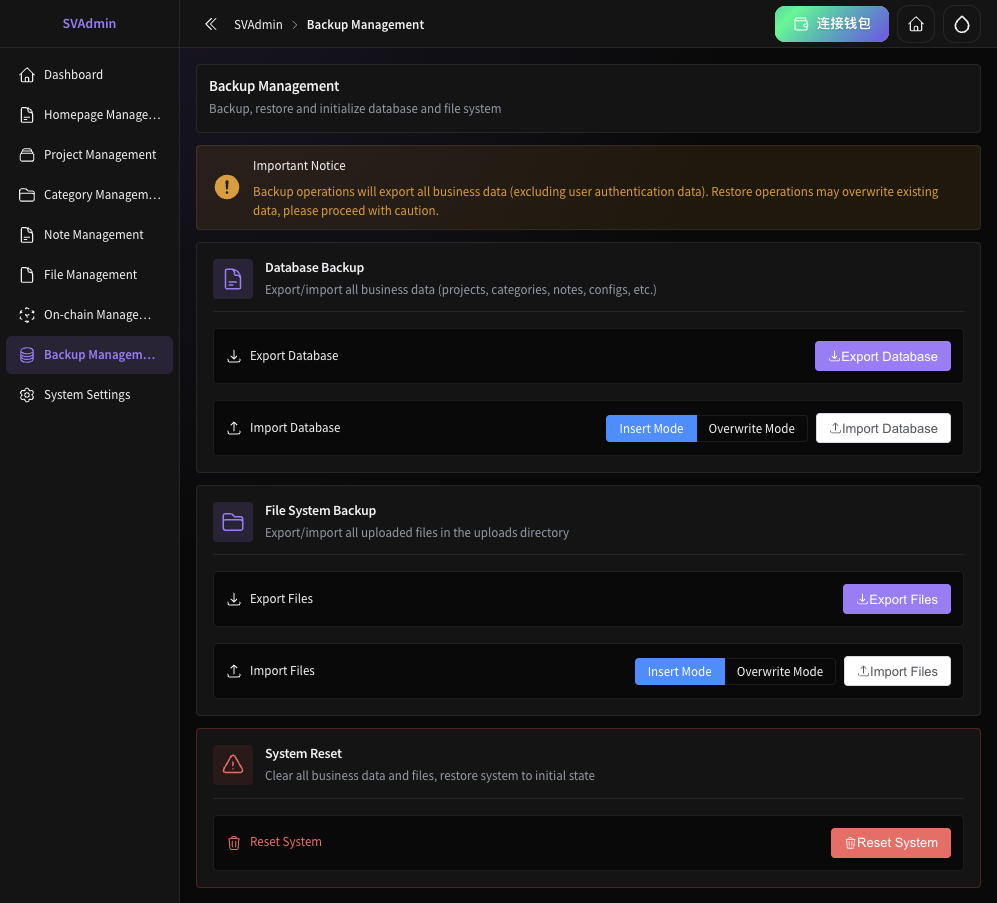 SVAdmin
SVAdmin > Backup Management
连接钱包
Dashboard
Homepage Manage…
Project Management
Category Managem…
Note Management
File Management
On-chain Manage…
Backup Managem…
System Settings
Backup Management
Backup, restore and initialize database and file system
Important Notice
Backup operations will export all business data (excluding user authentication data). Restore operations may overwrite existing
data, please proceed with caution.
Database Backup
Export/import all business data (projects, categories, notes, configs, etc.)
Export Database
Export Database
Import Database
Insert Mode
Overwrite Mode
Import Database
File System Backup
Export/import all uploaded files in the uploads directory
Export Files
Export Files
Import Files
Insert Mode
Overwrite Mode
Import Files
System Reset
Clear all business data and files, restore system to initial state
Reset System
Reset System